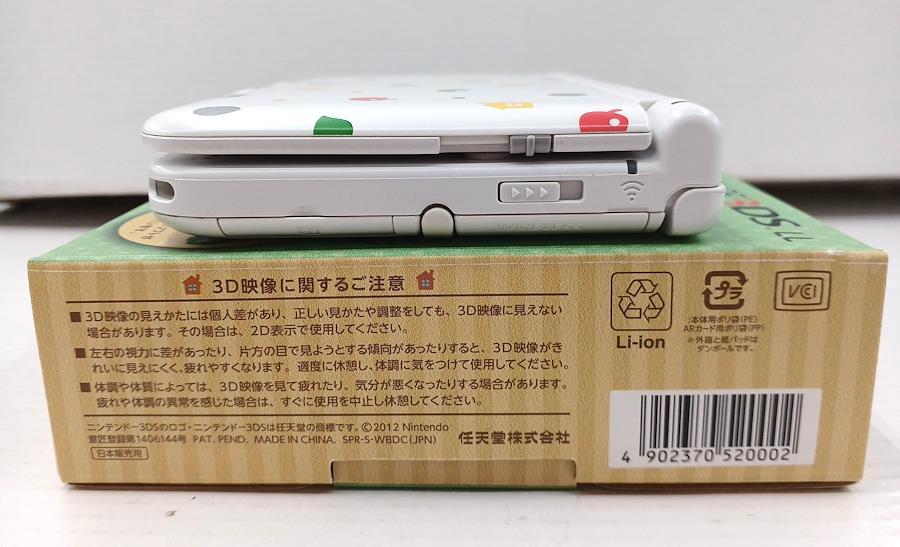 WIRELESS
3DS LL
3D映像に関するご注意
■ 3D映像の見えかたには個人差があり、正しい見かたや調整をしても、3D映像に見えない
場合があります。その場合は、2D表示で使用してください。
■ 左右の視力に差があったり、片方の目で見ようとする傾向があったりすると、3D映像がき
れいに見えにくく、疲れやすくなります。適度に休憩し、体調に気をつけて使用してください。
■ 体調や体質によっては、3D映像を見て疲れたり、気分が悪くなったりする場合があります。
疲れや体調の異常を感じた場合は、すぐに使用を中止し休憩してください。
ニンテンドー3DSのロゴ・ニンテンドー3DSは任天堂の商標です。©2012 Nintendo
意匠登録第1406144号 PAT. PEND. MADE IN CHINA. SPR-S-WBDC(JPN)
任天堂株式会社
日本販売用
Li-ion
プラ
:本体用ポリ袋(PE)
ARカード用ポリ袋(PP)
※外箱と紙パッドは
ダンボールです。
VCCI
4 902370 520002